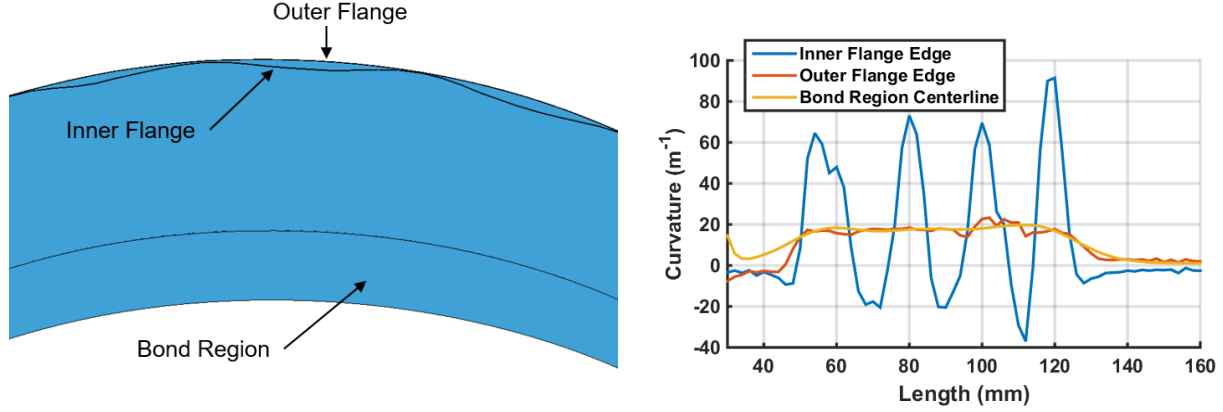 Outer Flange
Inner Flange
Bond Region
Inner Flange Edge
Outer Flange Edge
Bond Region Centerline
Curvature (m⁻¹)
100
80
60
40
20
0
-20
-40
40
60
80
100
120
140
160
Length (mm)